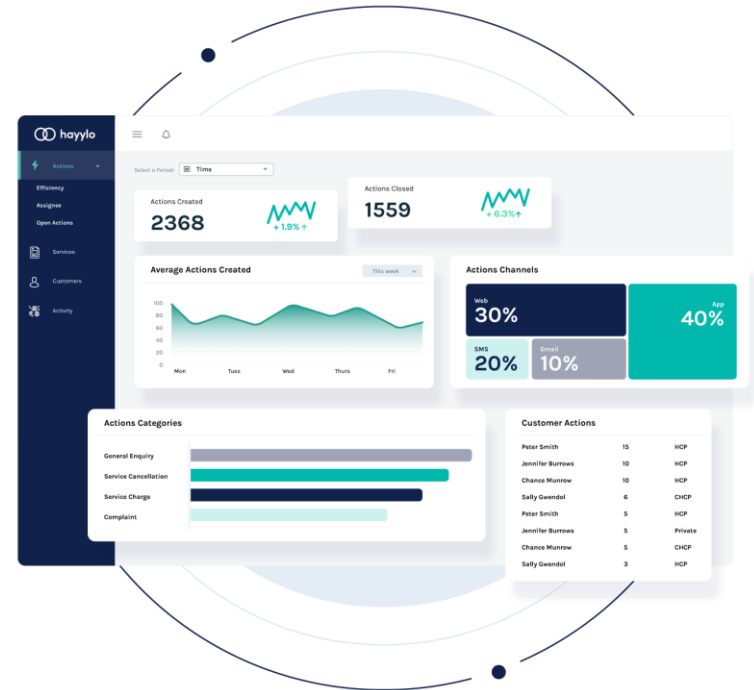 hayylo
Actions
Efficiency
Assignee
Open Actions
Services
Customers
Activity
Select a Period: Time
Actions Created
2368
+ 1.9% ↑
Actions Closed
1559
+ 6.3%↑
Average Actions Created
This week
100
80
60
40
20
0
Mon Tues Wed Thurs Fri
Actions Channels
Web
30%
App
40%
SMS
20%
Email
10%
Actions Categories
General Enquiry
Service Cancellation
Service Charge
Complaint
Customer Actions
Peter Smith 15 HCP
Jennifer Burrows 10 HCP
Chance Munrow 10 HCP
Sally Gwendol 6 CHCP
Peter Smith 5 HCP
Jennifer Burrows 5 Private
Chance Munrow 5 CHCP
Sally Gwendol 3 HCP